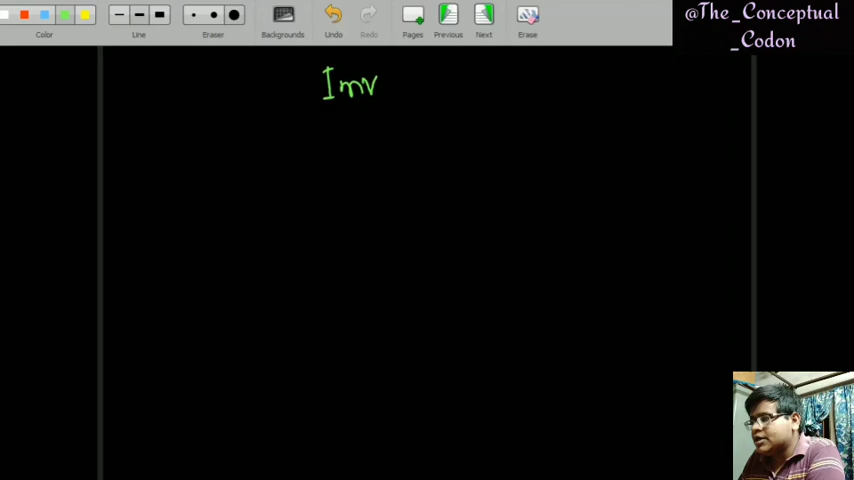 Color
Line
Eraser
Backgrounds
Undo
Redo
Pages
Previous
Next
Erase
@The_Conceptual
_Codon
Imv